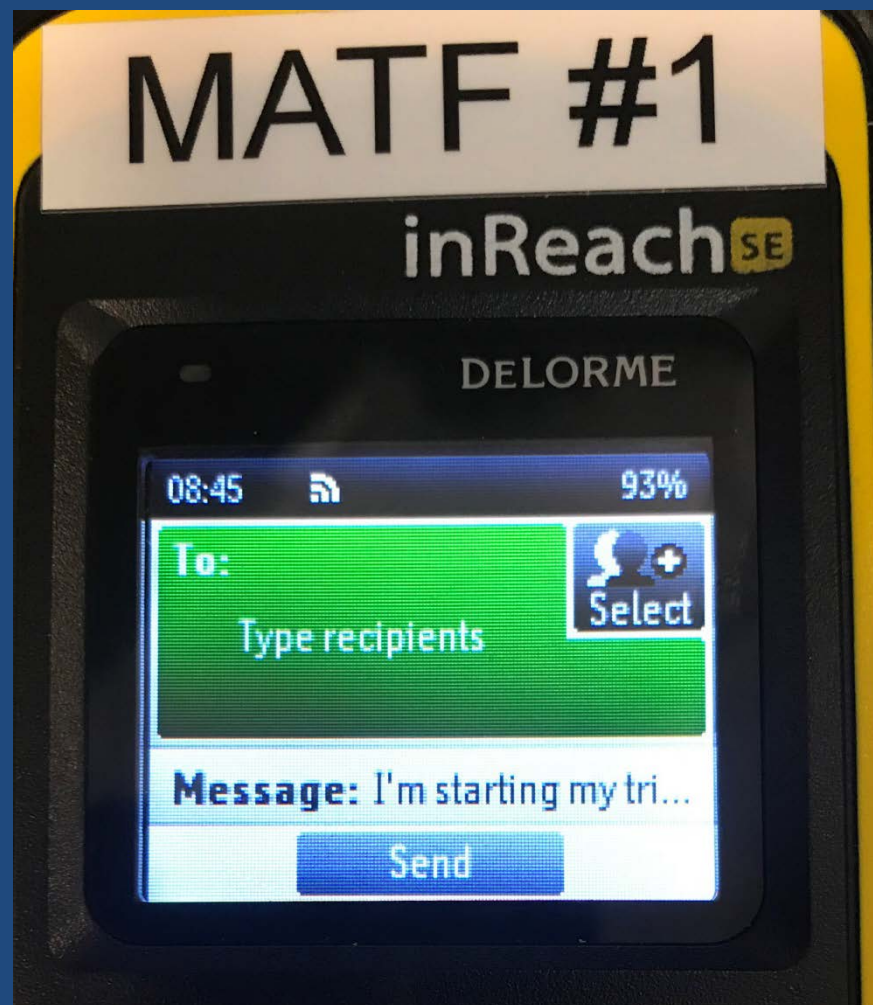 MATF #1
inReach SE
DELORME
08:45 93%
To:
Select
Type recipients
Message: I'm starting my tri...
Send